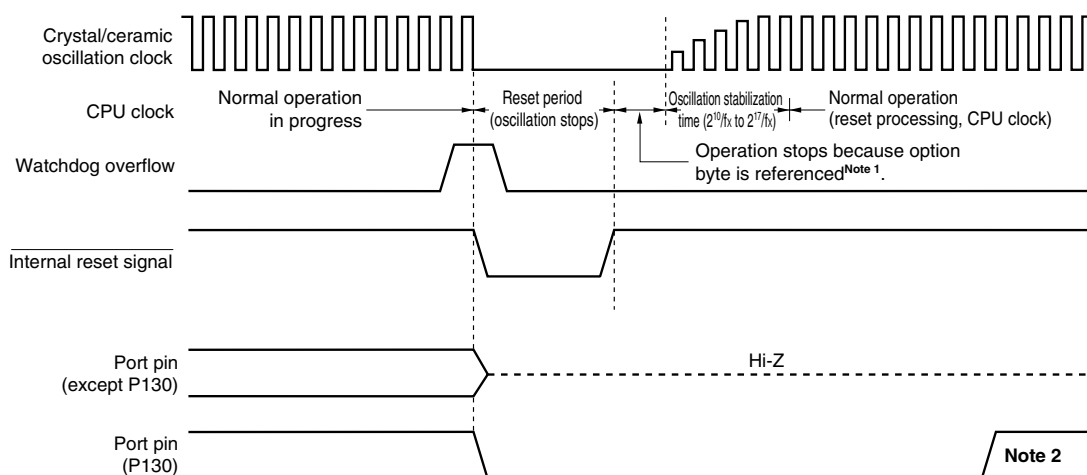 Crystal/ceramic
oscillation clock
CPU clock
Normal operation
in progress
Reset period
(oscillation stops)
Oscillation stabilization
time (2¹⁰/fx to 2¹⁷/fx)
Normal operation
(reset processing, CPU clock)
Operation stops because option
byte is referencedNote 1.
Watchdog overflow
Internal reset signal
Port pin
(except P130)
Hi-Z
Port pin
(P130)
Note 2